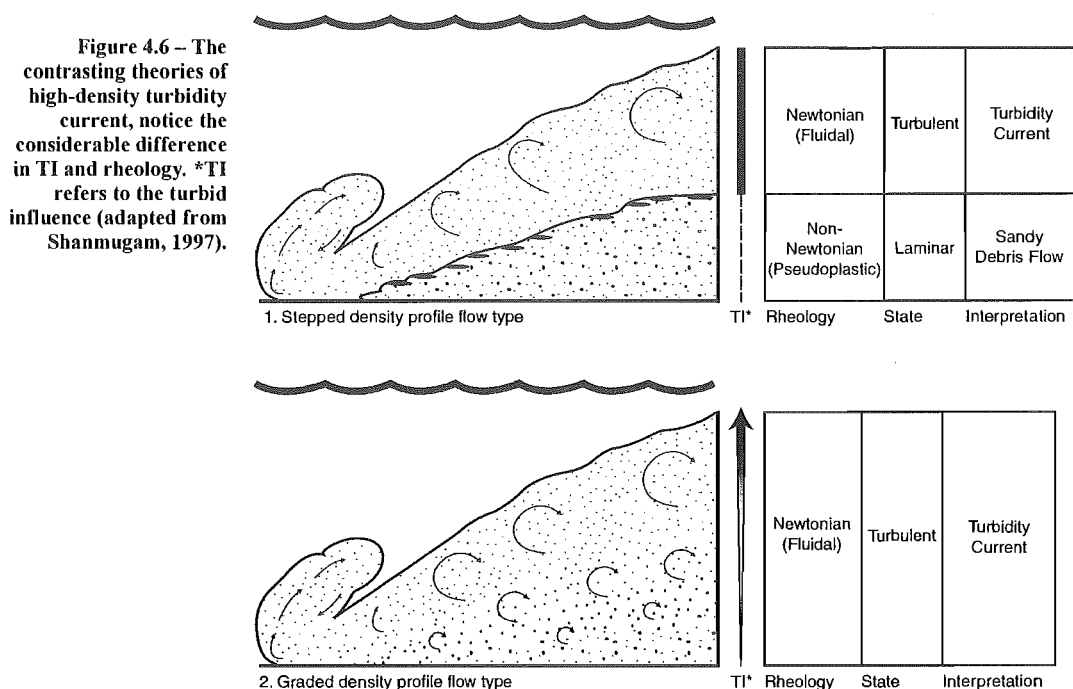 Figure 4.6 – The
contrasting theories of
high-density turbidity
current, notice the
considerable difference
in TI and rheology. *TI
refers to the turbid
influence (adapted from
Shanmugam, 1997).
Newtonian
(Fluidal)
Turbulent
Turbidity
Current
Non-
Newtonian
(Pseudoplastic)
Laminar
Sandy
Debris Flow
1. Stepped density profile flow type
TI* Rheology State Interpretation
Newtonian
(Fluidal)
Turbulent
Turbidity
Current
2. Graded density profile flow type
TI* Rheology State Interpretation